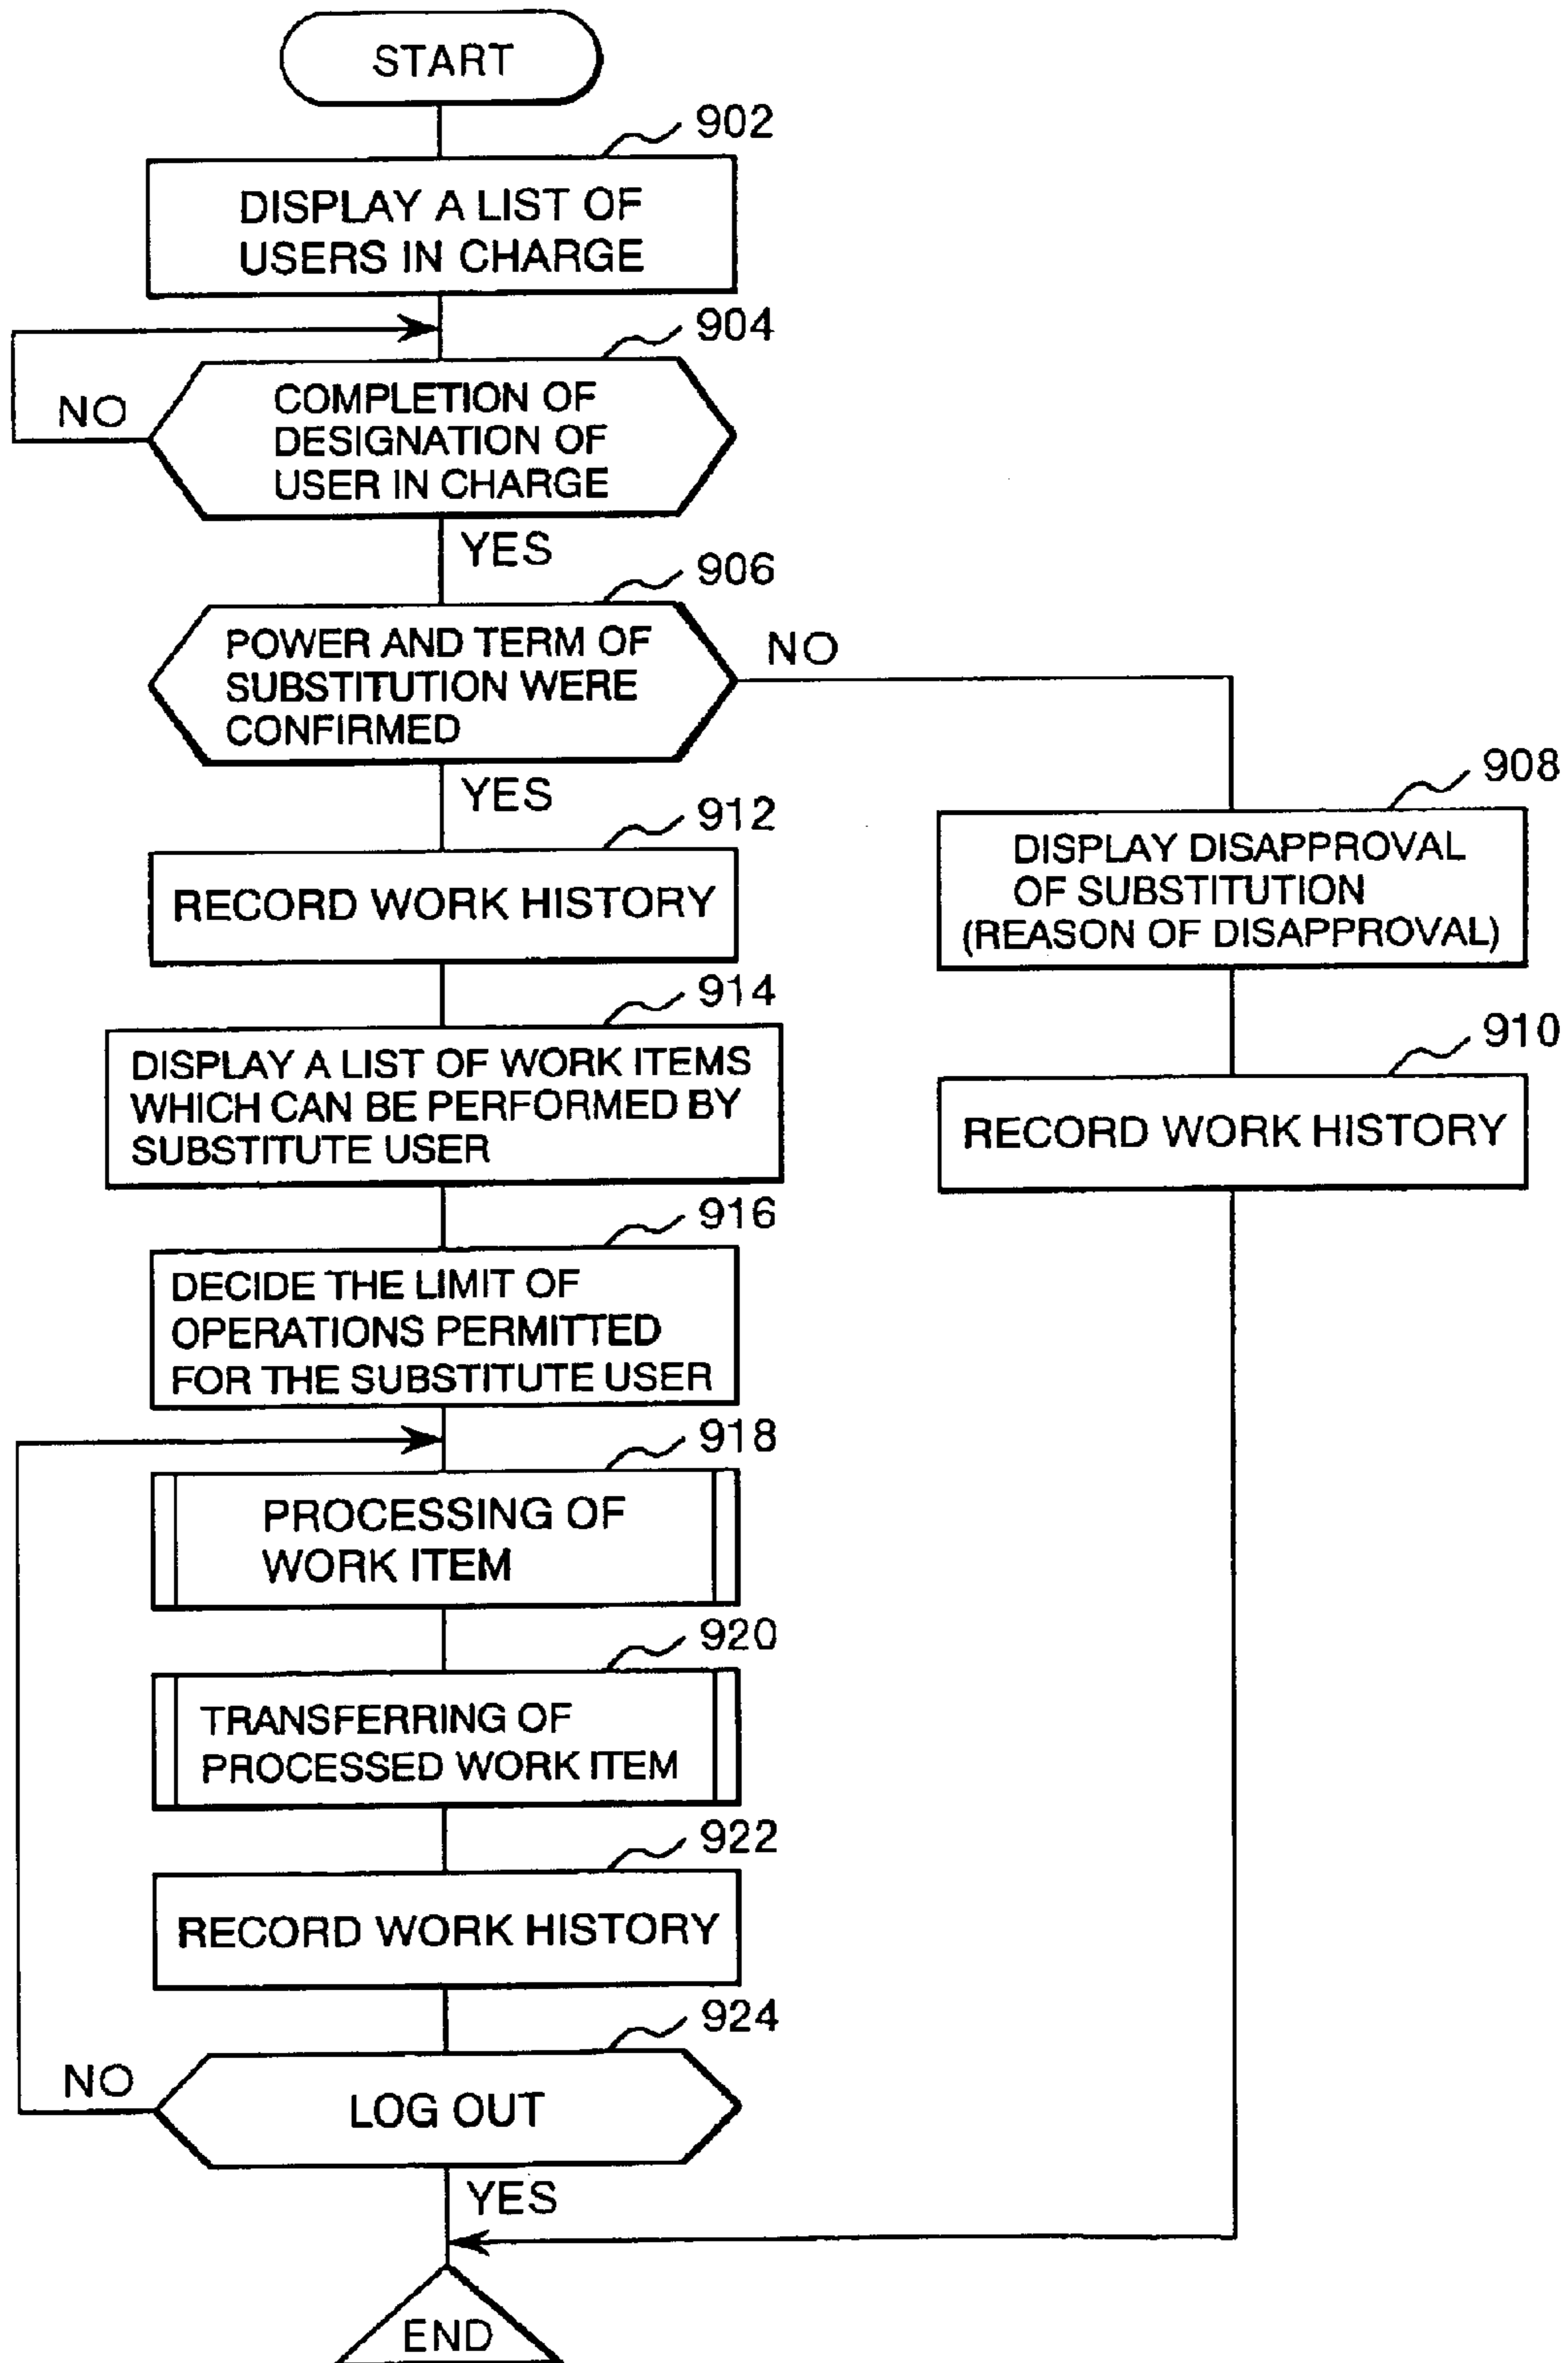 START
902
DISPLAY A LIST OF
USERS IN CHARGE
904
NO
COMPLETION OF
DESIGNATION OF
USER IN CHARGE
YES
906
POWER AND TERM OF
SUBSTITUTION WERE
CONFIRMED
NO
YES
908
DISPLAY DISAPPROVAL
OF SUBSTITUTION
(REASON OF DISAPPROVAL)
910
RECORD WORK HISTORY
912
RECORD WORK HISTORY
914
DISPLAY A LIST OF WORK ITEMS
WHICH CAN BE PERFORMED BY
SUBSTITUTE USER
916
DECIDE THE LIMIT OF
OPERATIONS PERMITTED
FOR THE SUBSTITUTE USER
918
PROCESSING OF
WORK ITEM
920
TRANSFERRING OF
PROCESSED WORK ITEM
922
RECORD WORK HISTORY
924
NO
LOG OUT
YES
END